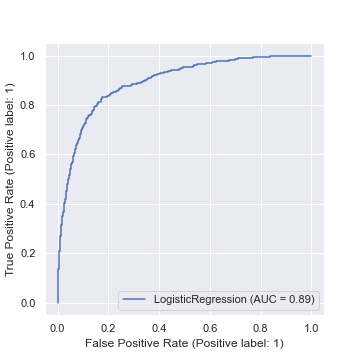 1.0
0.8
0.6
0.4
0.2
0.0
True Positive Rate (Positive label: 1)
LogisticRegression (AUC = 0.89)
0.0 0.2 0.4 0.6 0.8 1.0
False Positive Rate (Positive label: 1)